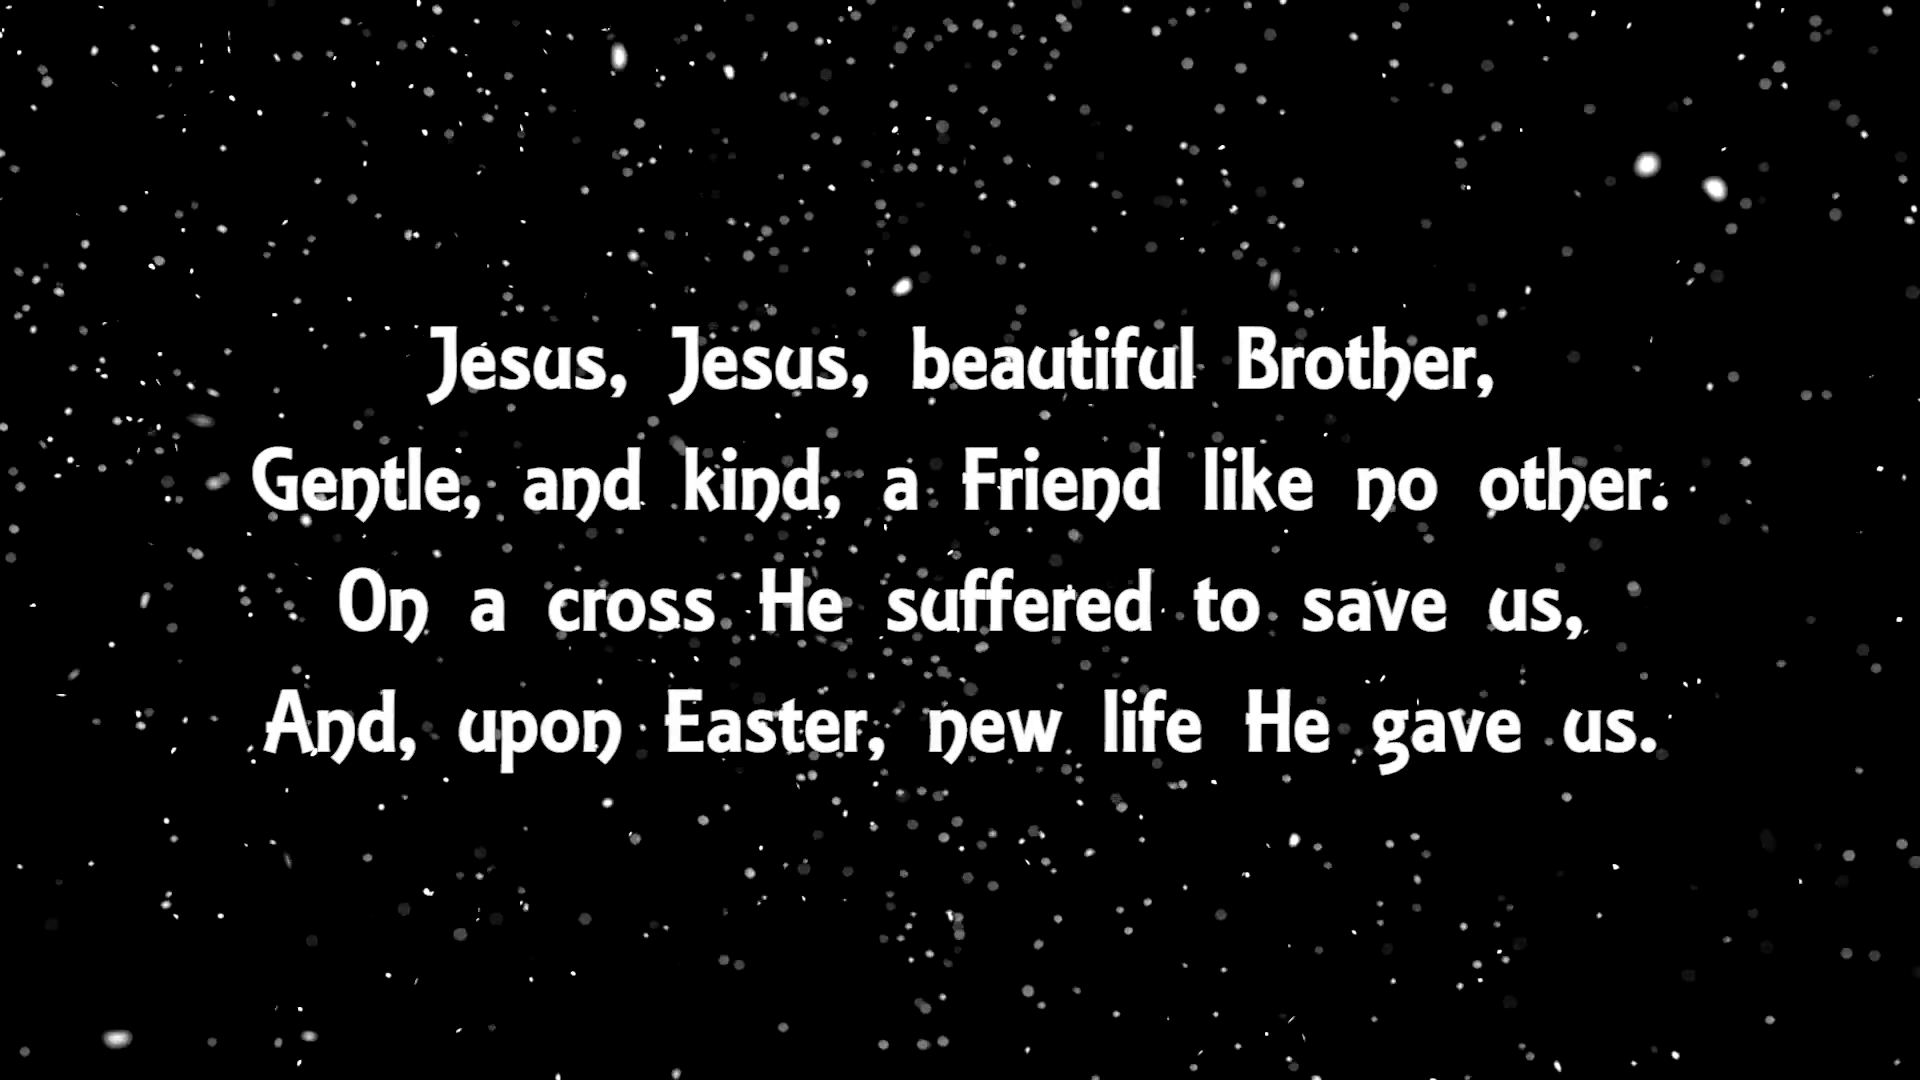 Jesus, Jesus, beautiful Brother,
Gentle, and kind, a Friend like no other.
On a cross He suffered to save us,
And, upon Easter, new life He gave us.